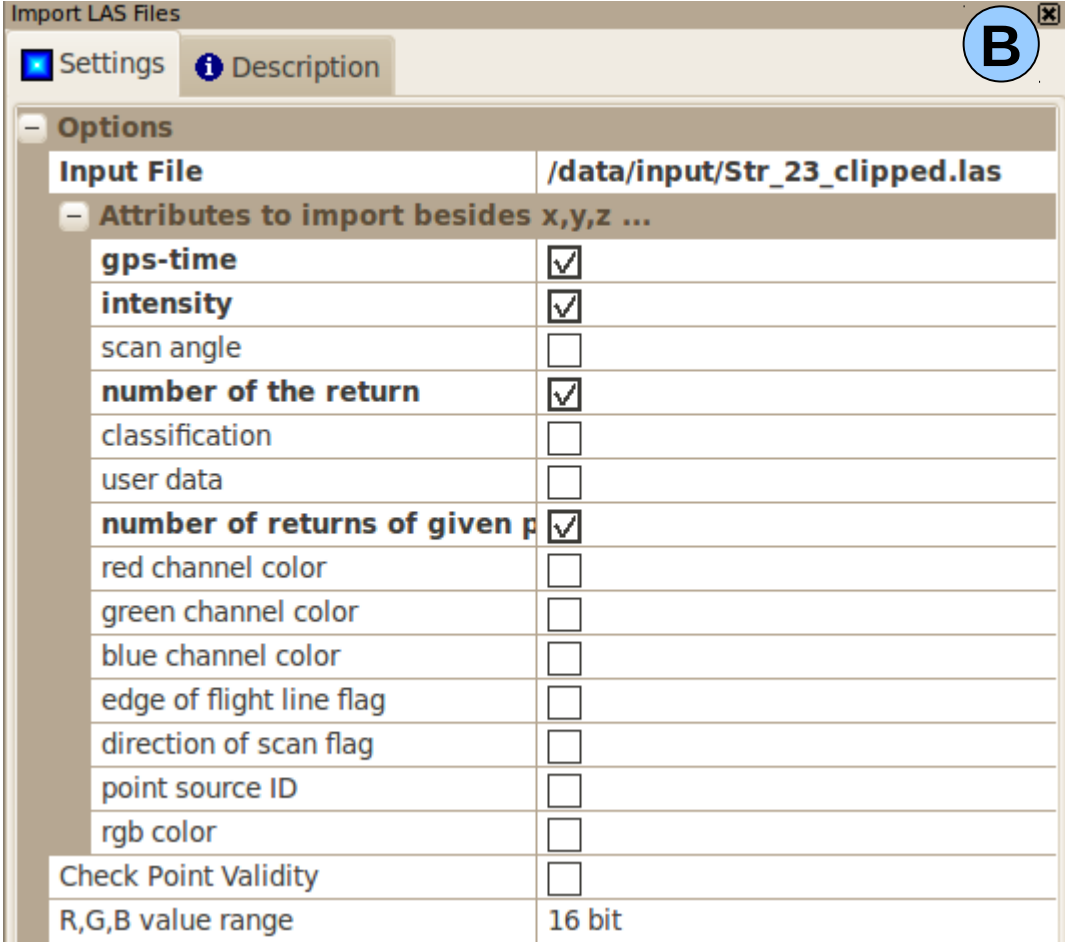 Import LAS Files
B
Settings
Description
Options
Input File /data/input/Str_23_clipped.las
Attributes to import besides x,y,z ...
gps-time
intensity
scan angle
number of the return
classification
user data
number of returns of given p
red channel color
green channel color
blue channel color
edge of flight line flag
direction of scan flag
point source ID
rgb color
Check Point Validity
R,G,B value range 16 bit